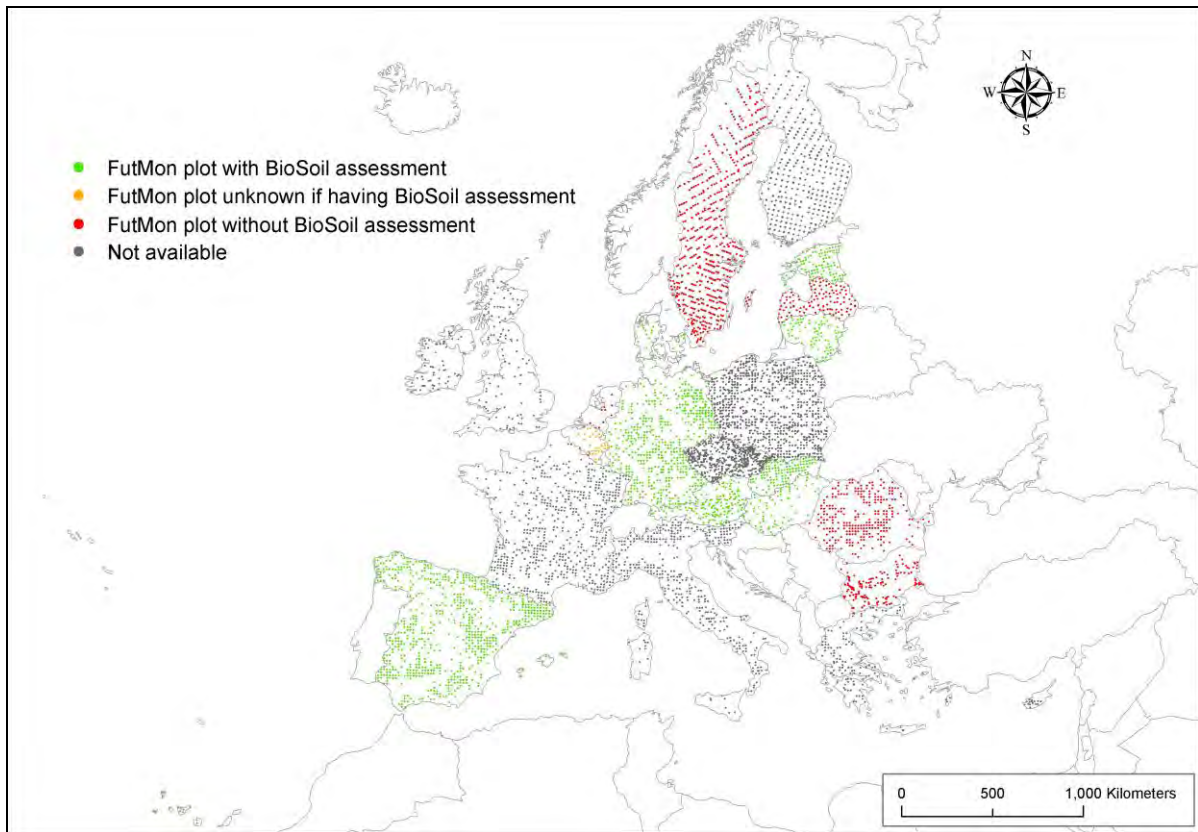 N
W E
S
FutMon plot with BioSoil assessment
FutMon plot unknown if having BioSoil assessment
FutMon plot without BioSoil assessment
Not available
0 500 1,000 Kilometers